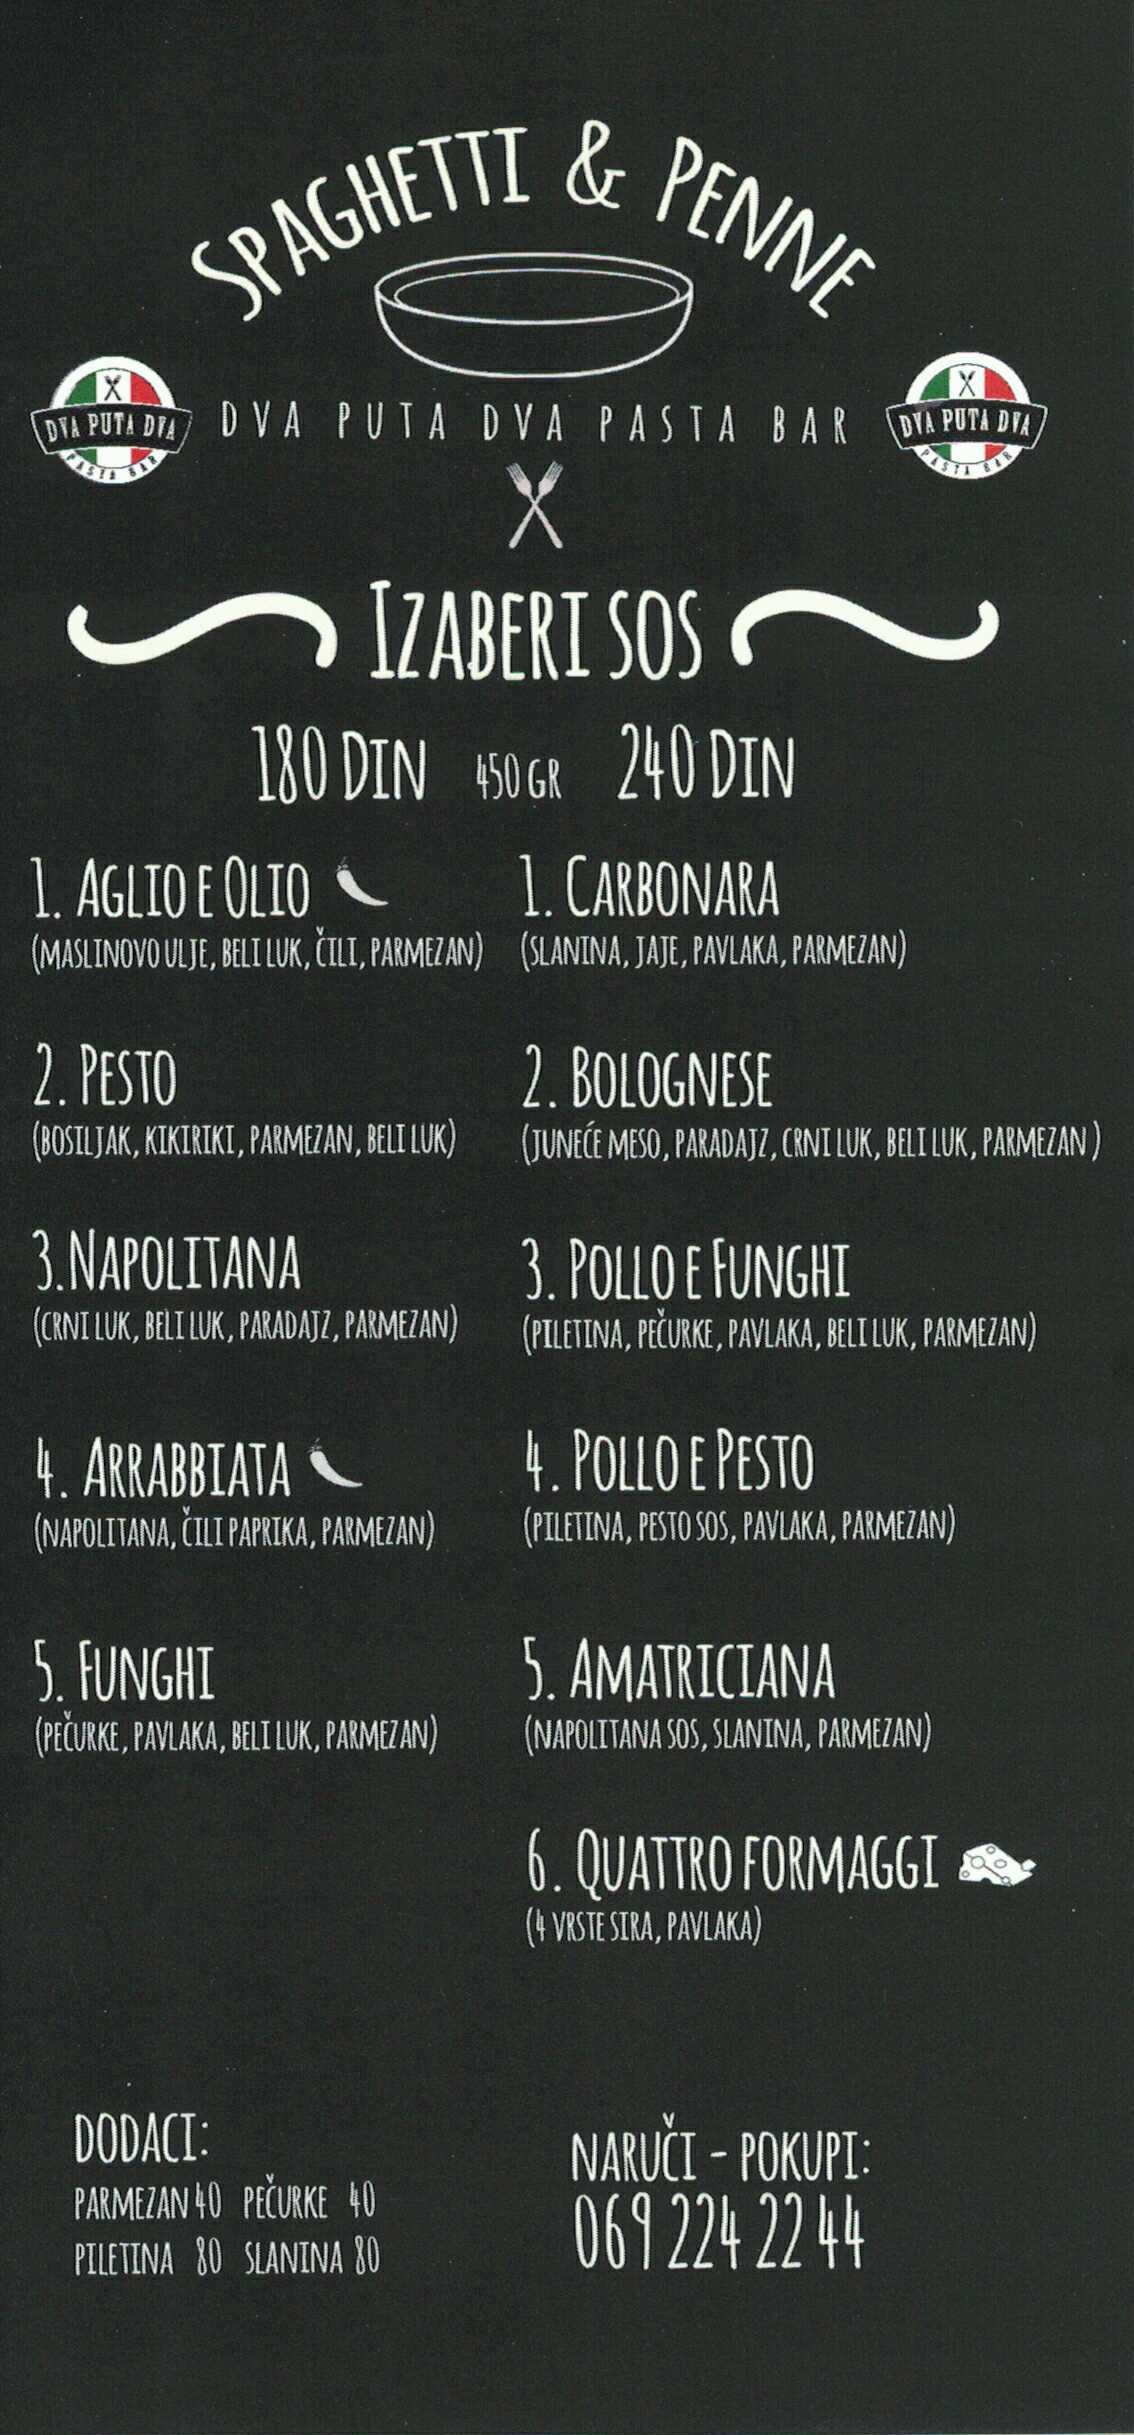 SPAGHETTI & PENNE
DVA PUTA DVA
PASTA BAR
DVA PUTA DVA PASTA BAR
DVA PUTA DVA
PASTA BAR
IZABERI SOS
180 DIN 450 GR 240 DIN
1. AGLIO E OLIO
(MASLINOVO ULJE, BELI LUK, ČILI, PARMEZAN)
2. PESTO
(BOSILJAK, KIKIRIKI, PARMEZAN, BELI LUK)
3. NAPOLITANA
(CRNI LUK, BELI LUK, PARADAJZ, PARMEZAN)
4. ARRABBIATA
(NAPOLITANA, ČILI PAPRIKA, PARMEZAN)
5. FUNGHI
(PEČURKE, PAVLAKA, BELI LUK, PARMEZAN)
1. CARBONARA
(SLANINA, JAJE, PAVLAKA, PARMEZAN)
2. BOLOGNESE
(JUNEĆE MESO, PARADAJZ, CRNI LUK, BELI LUK, PARMEZAN )
3. POLLO E FUNGHI
(PILETINA, PEČURKE, PAVLAKA, BELI LUK, PARMEZAN)
4. POLLO E PESTO
(PILETINA, PESTO SOS, PAVLAKA, PARMEZAN)
5. AMATRICIANA
(NAPOLITANA SOS, SLANINA, PARMEZAN)
6. QUATTRO FORMAGGI
(4 VRSTE SIRA, PAVLAKA)
DODACI:
PARMEZAN 40 PEČURKE 40
PILETINA 80 SLANINA 80
NARUČI - POKUPI:
069 224 22 44